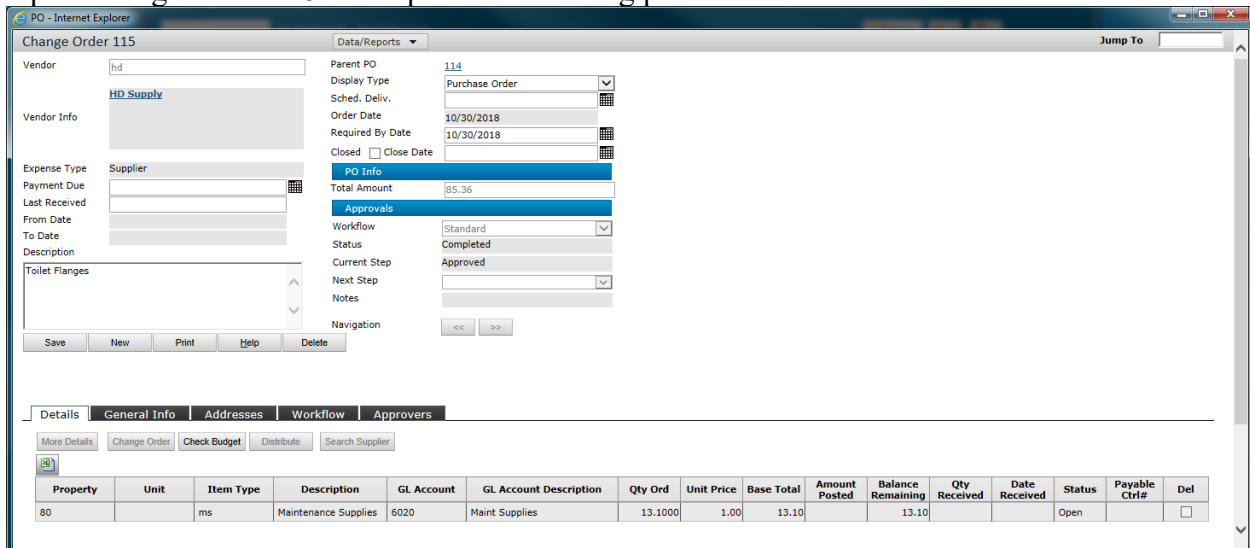 PO - Internet Explorer
Change Order 115 Data/Reports Jump To
Vendor hd Parent PO 114
Display Type Purchase Order
HD Supply Sched. Deliv.
Vendor Info Order Date 10/30/2018
Required By Date 10/30/2018
Closed Close Date
Expense Type Supplier PO Info
Payment Due Total Amount 85.36
Last Received Approvals
From Date Workflow Standard
To Date Status Completed
Description Current Step Approved
Toilet Flanges Next Step
Notes
Navigation << >>
Save New Print Help Delete
Details General Info Addresses Workflow Approvers
More Details Change Order Check Budget Distribute Search Supplier
Property Unit Item Type Description GL Account GL Account Description Qty Ord Unit Price Base Total Amount Posted Balance Remaining Qty Received Date Received Status Payable Ctrl# Del
80 ms Maintenance Supplies 6020 Maint Supplies 13.1000 1.00 13.10 13.10 Open